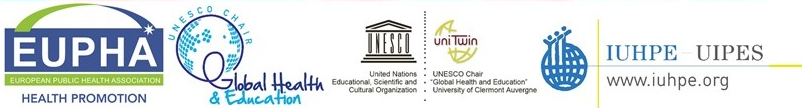 EUPHA
EUROPEAN PUBLIC HEALTH ASSOCIATION
HEALTH PROMOTION
UNESCO CHAIR
Global Health
& Education
UNESCO
United Nations
Educational, Scientific and
Cultural Organization
uniTwin
UNESCO Chair
"Global Health and Education"
University of Clermont Auvergne
IUHPE – UIPES
www.iuhpe.org